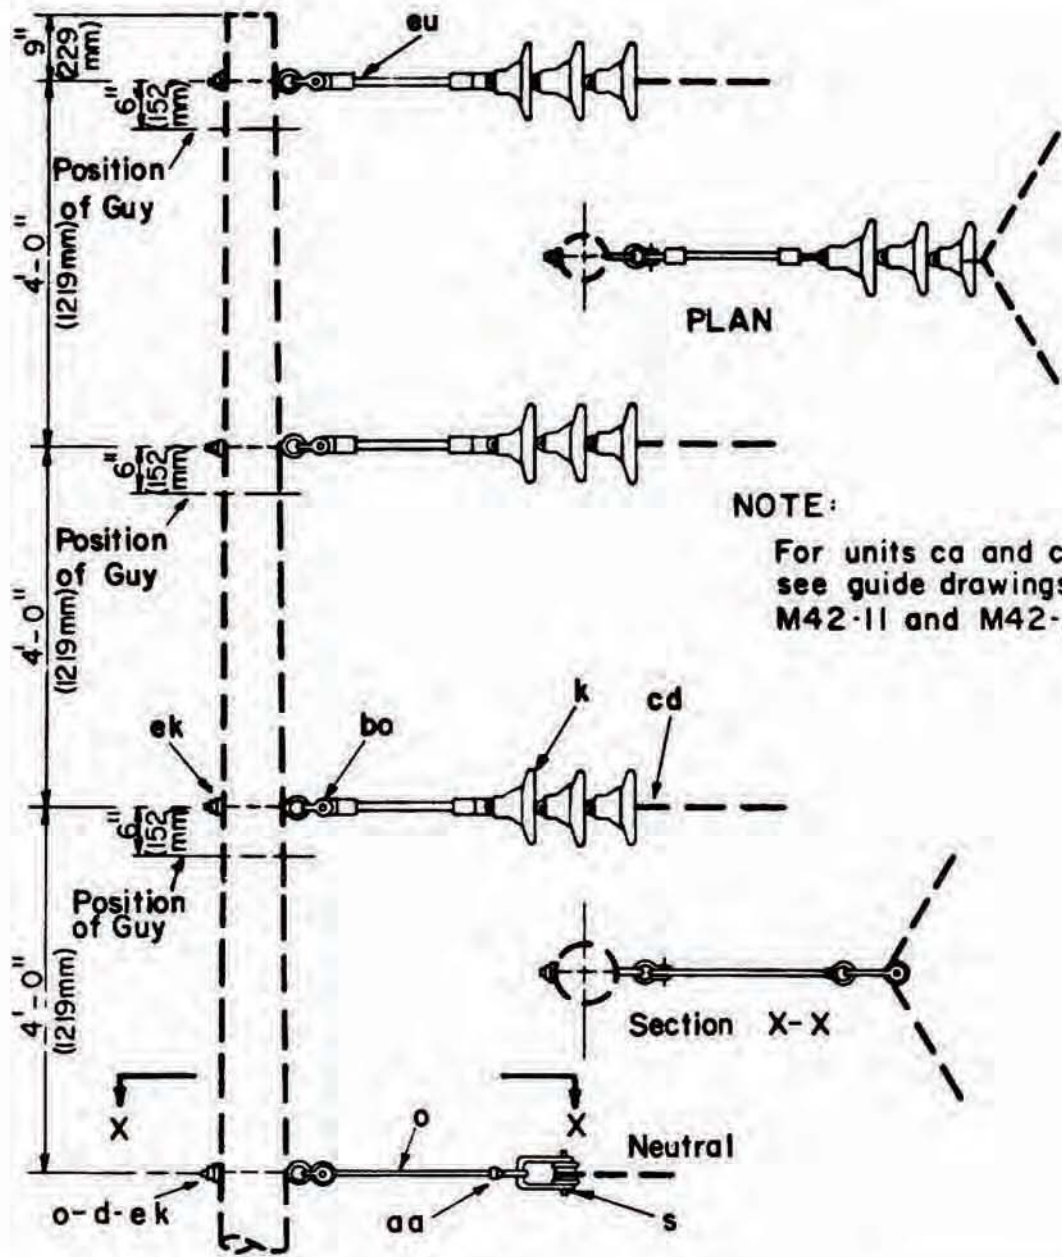 9"
(229
mm)
eu
6"
(152
mm)
Position
of Guy
4'-0"
(1219mm)
PLAN
6"
(152
mm)
Position
of Guy
4'-0"
(1219mm)
NOTE:
For units ca and c
see guide drawings
M42-11 and M42-
ek
bo
k
cd
6"
(152
mm)
Position
of Guy
4'-0"
(1219mm)
Section X-X
X
X
o
Neutral
o-d-ek
aa
s